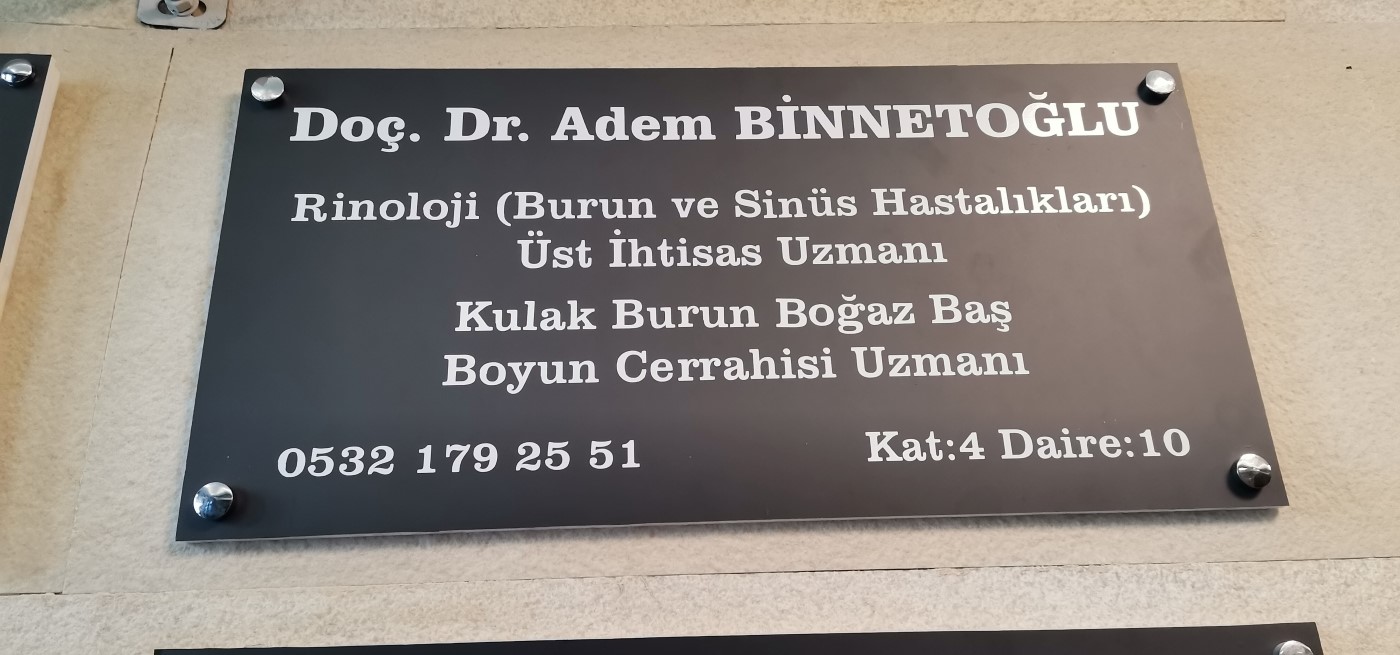 Doç. Dr. Adem BİNNETOĞLU
Rinoloji (Burun ve Sinüs Hastalıkları)
Üst İhtisas Uzmanı
Kulak Burun Boğaz Baş
Boyun Cerrahisi Uzmanı
0532 179 25 51 Kat:4 Daire:10